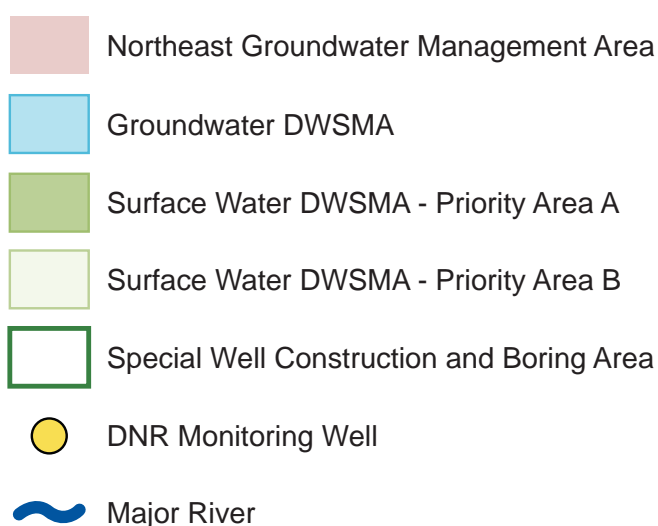 Northeast Groundwater Management Area
Groundwater DWSMA
Surface Water DWSMA - Priority Area A
Surface Water DWSMA - Priority Area B
Special Well Construction and Boring Area
DNR Monitoring Well
Major River